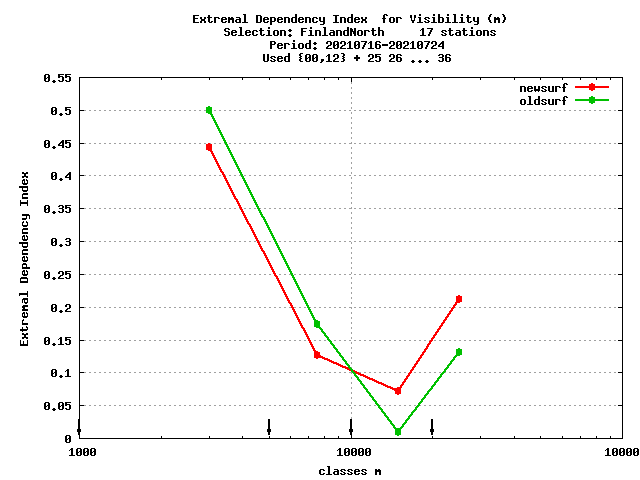 Extremal Dependency Index  for Visibility (m)
Selection: FinlandNorth     17 stations
Period: 20210716-20210724
Used {00,12} + 25 26 ... 36
newsurf
oldsurf
0.55
0.5
0.45
0.4
0.35
0.3
0.25
0.2
0.15
0.1
0.05
0
Extremal Dependency Index
1000
10000
10000
classes m